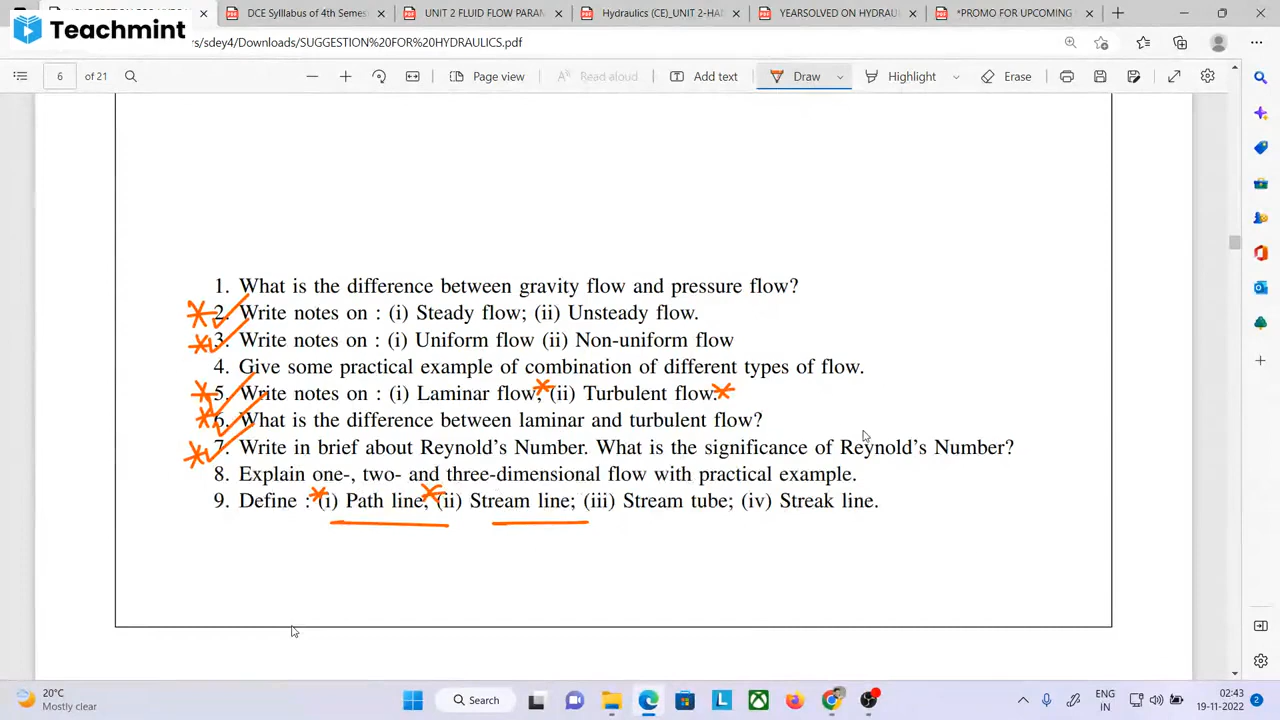 DCE Sylllabus of 4th Semes
UNIT 1 FLUID FLOW PARAM
Hydraulics (CE)_UNIT 2-HAN
YEARS
ON HYDRAU
*PROMO
MING
Teachmint
rs/sdey4/Downloads/SUGGESTION%20FOR%20HYDRAULICS.pdf
6 of 21
Page view
Read aloud
Add text
Draw
Highlight
Erase
1. What is the difference between gravity flow and pressure flow?
2. Write notes on : (i) Steady flow; (ii) Unsteady flow.
3. Write notes on : (i) Uniform flow (ii) Non-uniform flow
4. Give some practical example of combination of different types of flow.
5. Write notes on : (i) Laminar flow; (ii) Turbulent flow.
6. What is the difference between laminar and turbulent flow?
7. Write in brief about Reynold's Number. What is the significance of Reynold's Number?
8. Explain one-, two- and three-dimensional flow with practical example.
9. Define : (i) Path line; (ii) Stream line; (iii) Stream tube; (iv) Streak line.
20°C
Mostly clear
Search
ENG
IN
02:43
19-11-2022
2